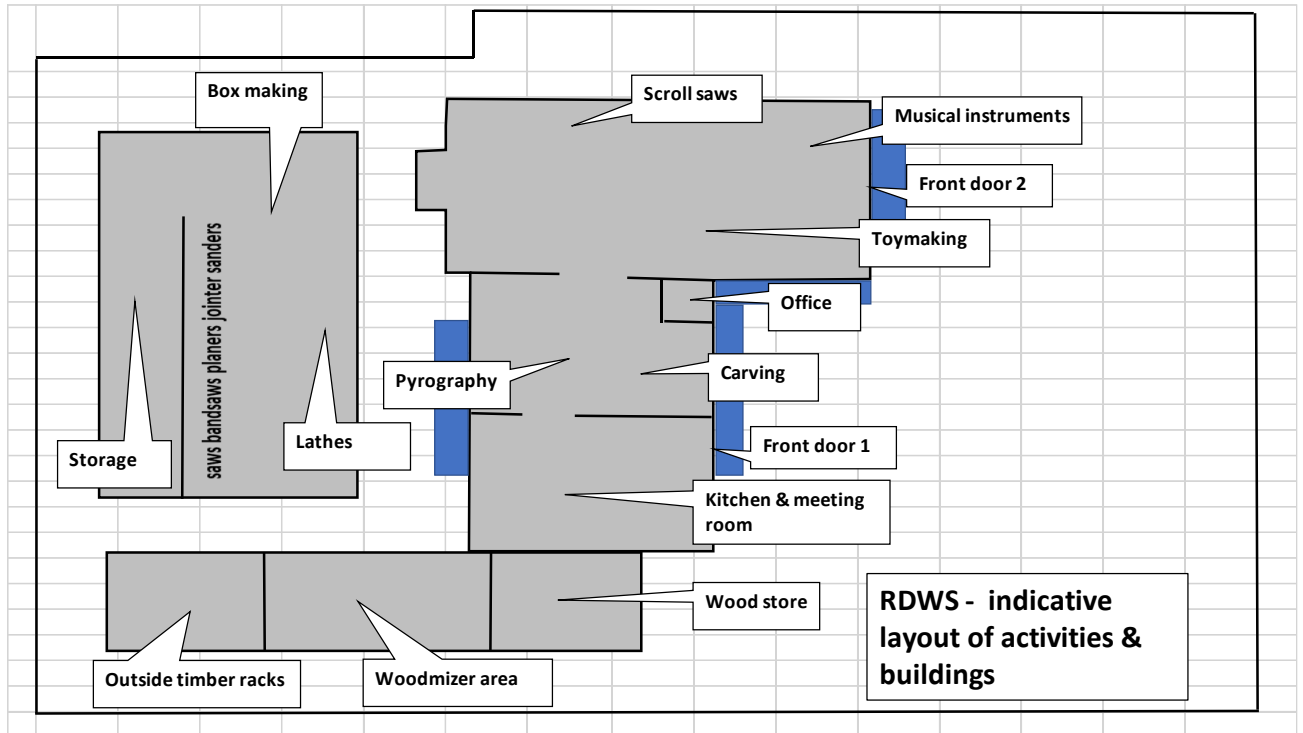 Box making
Scroll saws
Musical instruments
Front door 2
Toymaking
saws bandsaws planers jointer sanders
Office
Pyrography
Carving
Storage
Lathes
Front door 1
Kitchen & meeting
room
Wood store
RDWS - indicative
layout of activities &
buildings
Outside timber racks
Woodmizer area